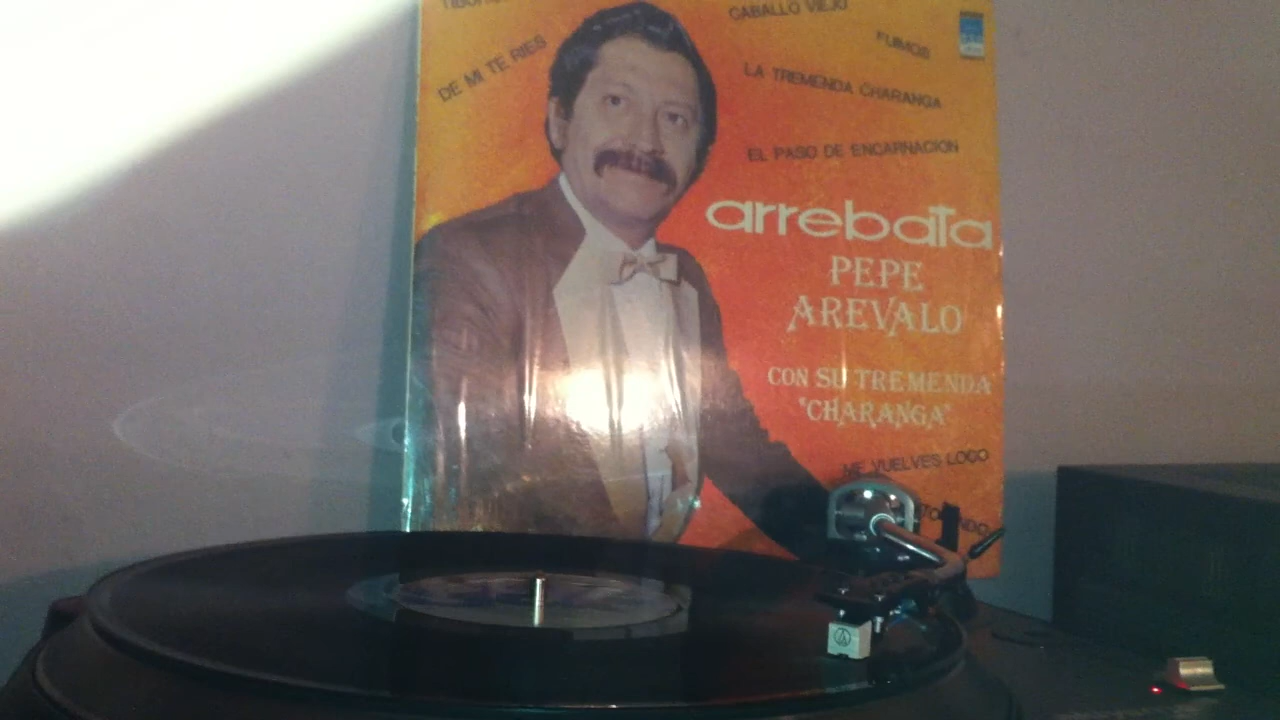 CABALLO VIEJO
DE MI TE RIES
FUIMOS
LA TREMENDA CHARANGA
EL PASO DE ENCARNACION
arrebata
PEPE
AREVALO
CON SU TREMENDA
"CHARANGA"
ME VUELVES LOCO